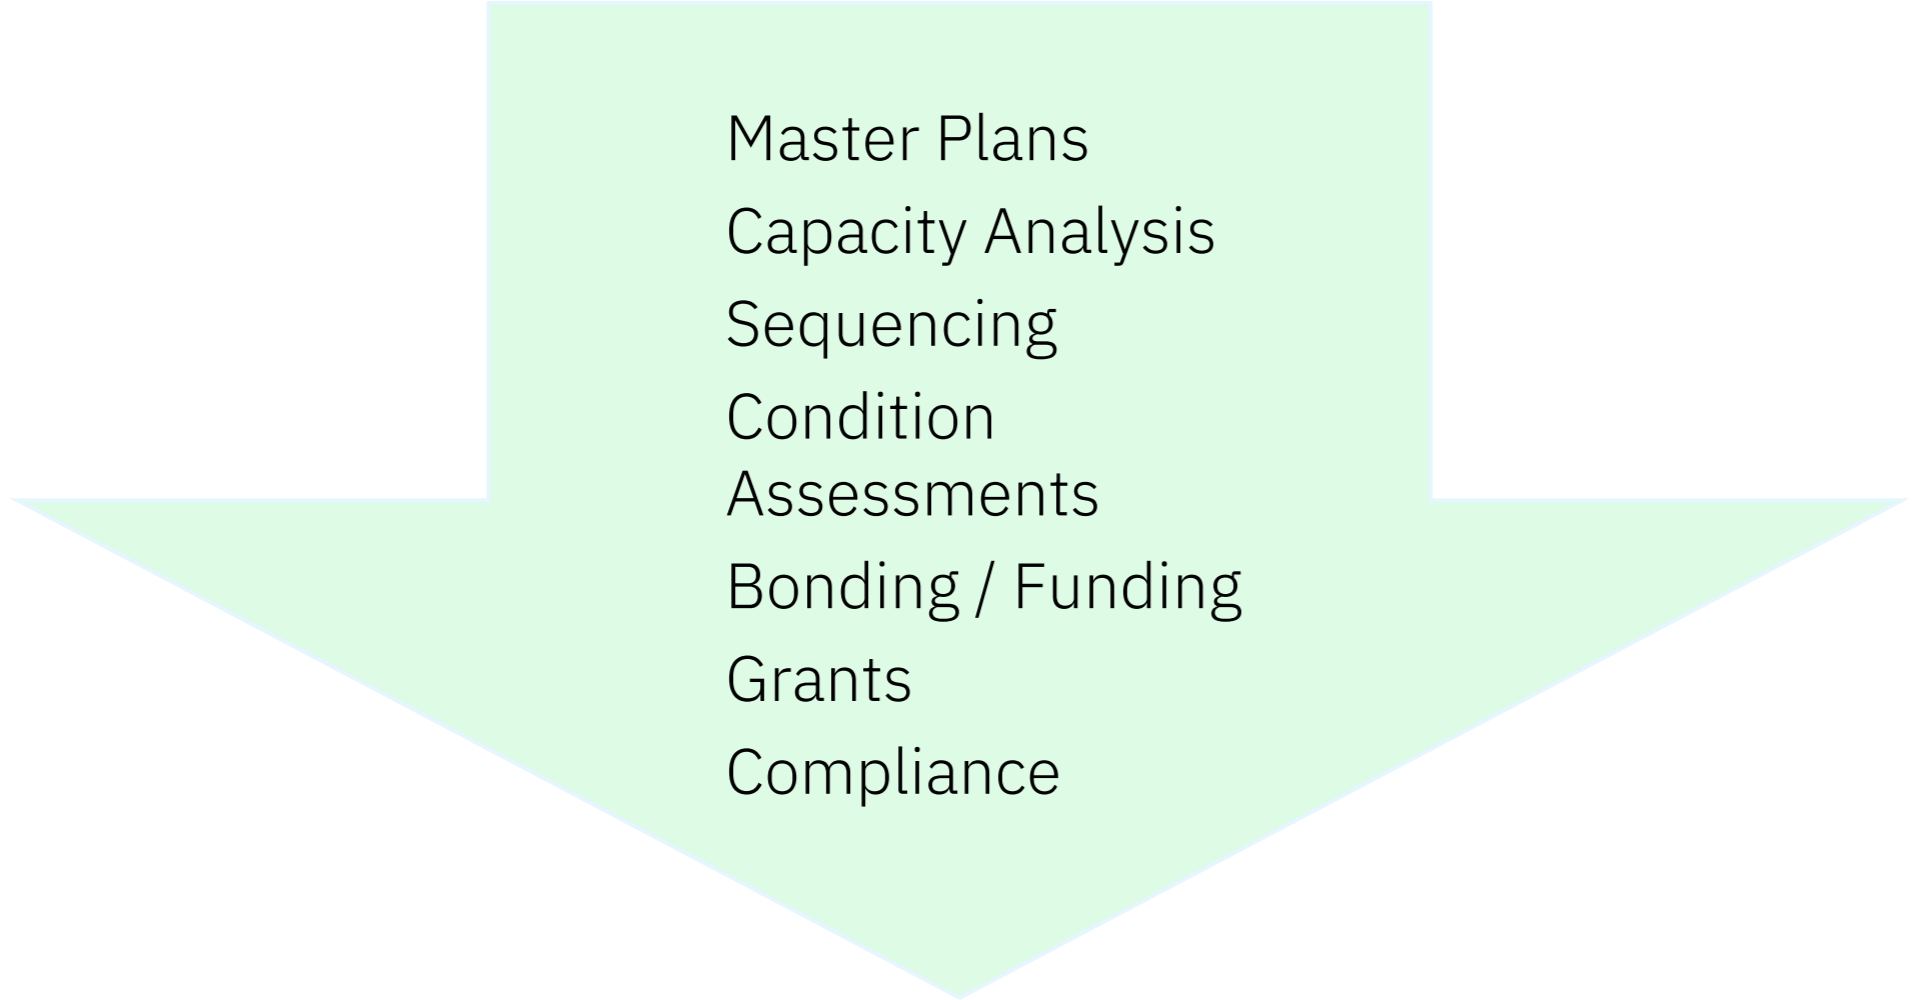 Master Plans
Capacity Analysis
Sequencing
Condition
Assessments
Bonding / Funding
Grants
Compliance